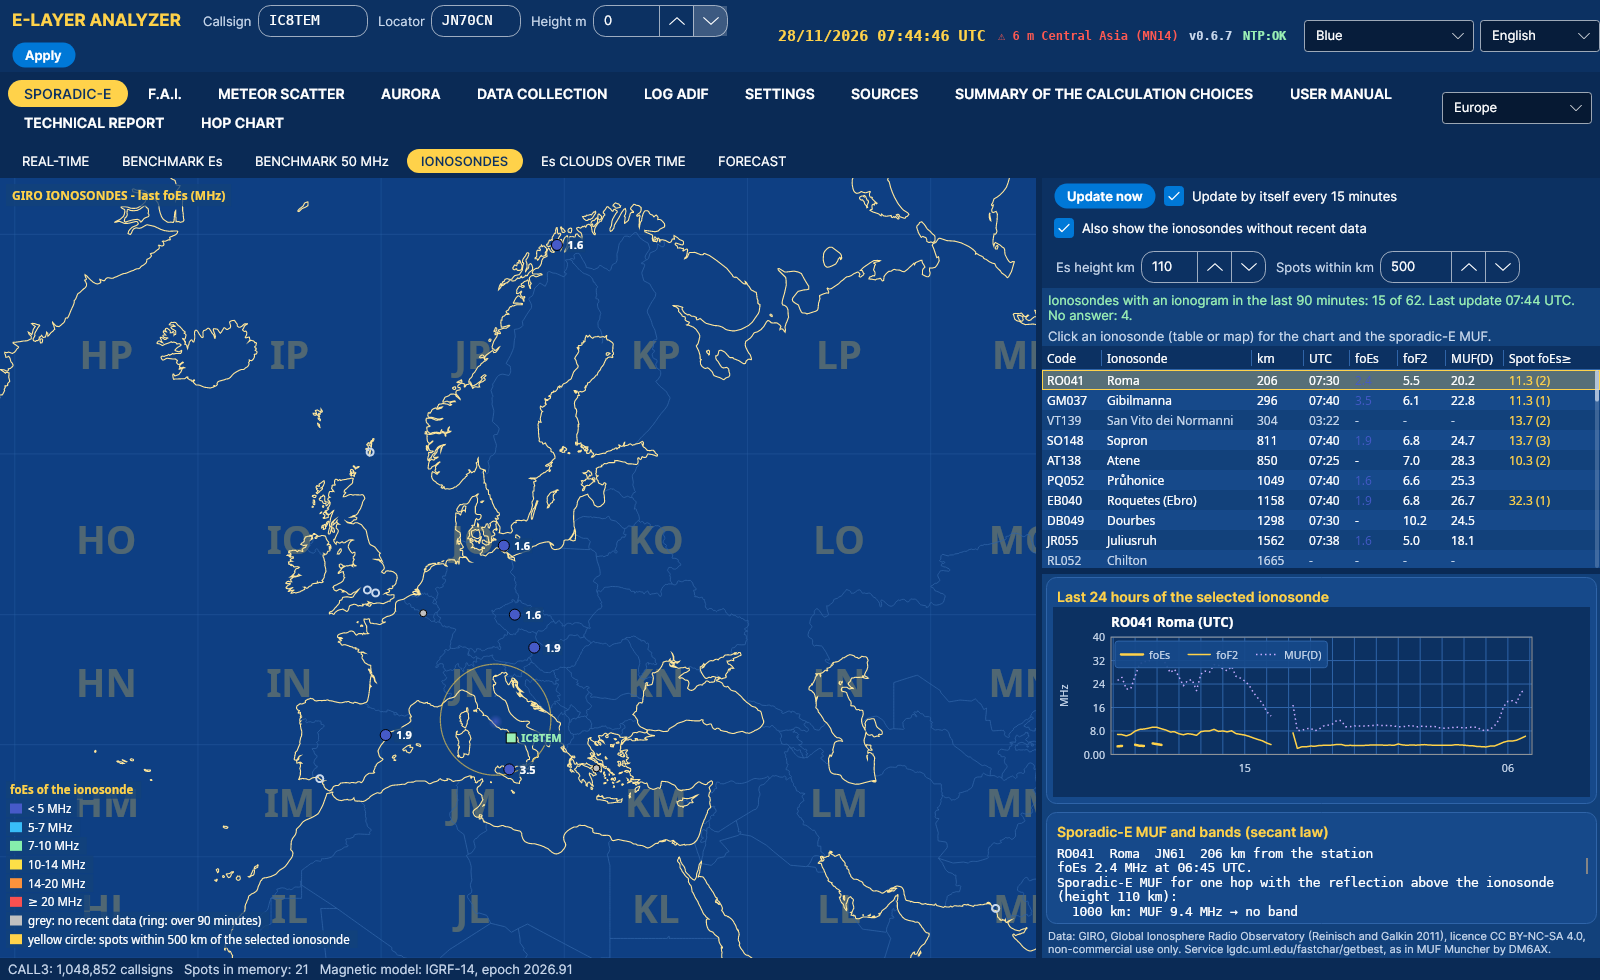 E-LAYER ANALYZER Callsign IC8TEM Locator JN70CN Height m 0
28/11/2026 07:44:46 UTC ⚠ 6 m Central Asia (MN14) v0.6.7 NTP:OK Blue English
Apply
SPORADIC-E F.A.I. METEOR SCATTER AURORA DATA COLLECTION LOG ADIF SETTINGS SOURCES SUMMARY OF THE CALCULATION CHOICES USER MANUAL
TECHNICAL REPORT HOP CHART
Europe
REAL-TIME BENCHMARK Es BENCHMARK 50 MHz IONOSONDES Es CLOUDS OVER TIME FORECAST
GIRO IONOSONDES - last foEs (MHz)
1.6
HP IP JP KP LP
HO IO KO LO
1.6
1.6
1.9
HN IN JN KN LN
1.9
IC8TEM
3.5
HM IM JM KM LM
IL JL KL
foEs of the ionosonde
< 5 MHz
5-7 MHz
7-10 MHz
10-14 MHz
14-20 MHz
≥ 20 MHz
grey: no recent data (ring: over 90 minutes)
yellow circle: spots within 500 km of the selected ionosonde
Update now Update by itself every 15 minutes
Also show the ionosondes without recent data
Es height km 110 Spots within km 500
Ionosondes with an ionogram in the last 90 minutes: 15 of 62. Last update 07:44 UTC.
No answer: 4.
Click an ionosonde (table or map) for the chart and the sporadic-E MUF.
Code Ionosonde km UTC foEs foF2 MUF(D) Spot foEs≥
RO041 Roma 206 07:30 2.4 5.5 20.2 11.3 (2)
GM037 Gibilmanna 296 07:40 3.5 6.1 22.8 11.3 (1)
VT139 San Vito dei Normanni 304 03:22 - - - 13.7 (2)
SO148 Sopron 811 07:40 1.9 6.8 24.7 13.7 (3)
AT138 Atene 850 07:25 - 7.0 28.3 10.3 (2)
PQ052 Průhonice 1049 07:40 1.6 6.6 25.3
EB040 Roquetes (Ebro) 1158 07:40 1.9 6.8 26.7 32.3 (1)
DB049 Dourbes 1298 07:30 - 10.2 24.5
JR055 Juliusruh 1562 07:38 1.6 5.0 18.1
RL052 Chilton 1665 - - - -
Last 24 hours of the selected ionosonde
RO041 Roma (UTC)
foEs foF2 MUF(D)
MHz
40
32
24
16
8.0
0.00
15 06
Sporadic-E MUF and bands (secant law)
RO041 Roma JN61 206 km from the station
foEs 2.4 MHz at 06:45 UTC.
Sporadic-E MUF for one hop with the reflection above the ionosonde
(height 110 km):
1000 km: MUF 9.4 MHz → no band
Data: GIRO, Global Ionosphere Radio Observatory (Reinisch and Galkin 2011), licence CC BY-NC-SA 4.0,
non-commercial use only. Service lgdc.uml.edu/fastchar/getbest, as in MUF Muncher by DM6AX.
CALL3: 1,048,852 callsigns Spots in memory: 21 Magnetic model: IGRF-14, epoch 2026.91